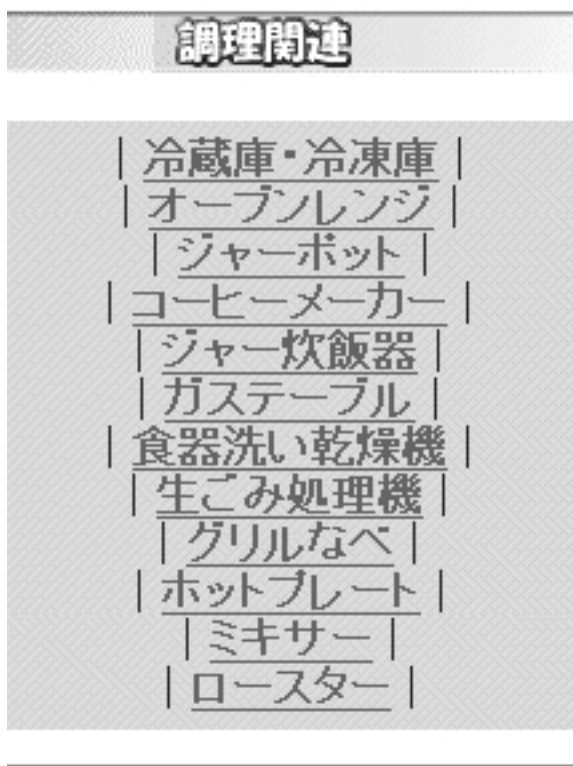 調理関連
| 冷蔵庫・冷凍庫 |
| オーブンレンジ |
| ジャーポット |
| コーヒーメーカー |
| ジャー炊飯器 |
| ガステーブル |
| 食器洗い乾燥機 |
| 生ごみ処理機 |
| グリルなべ |
| ホットプレート |
| ミキサー |
| ロースター |